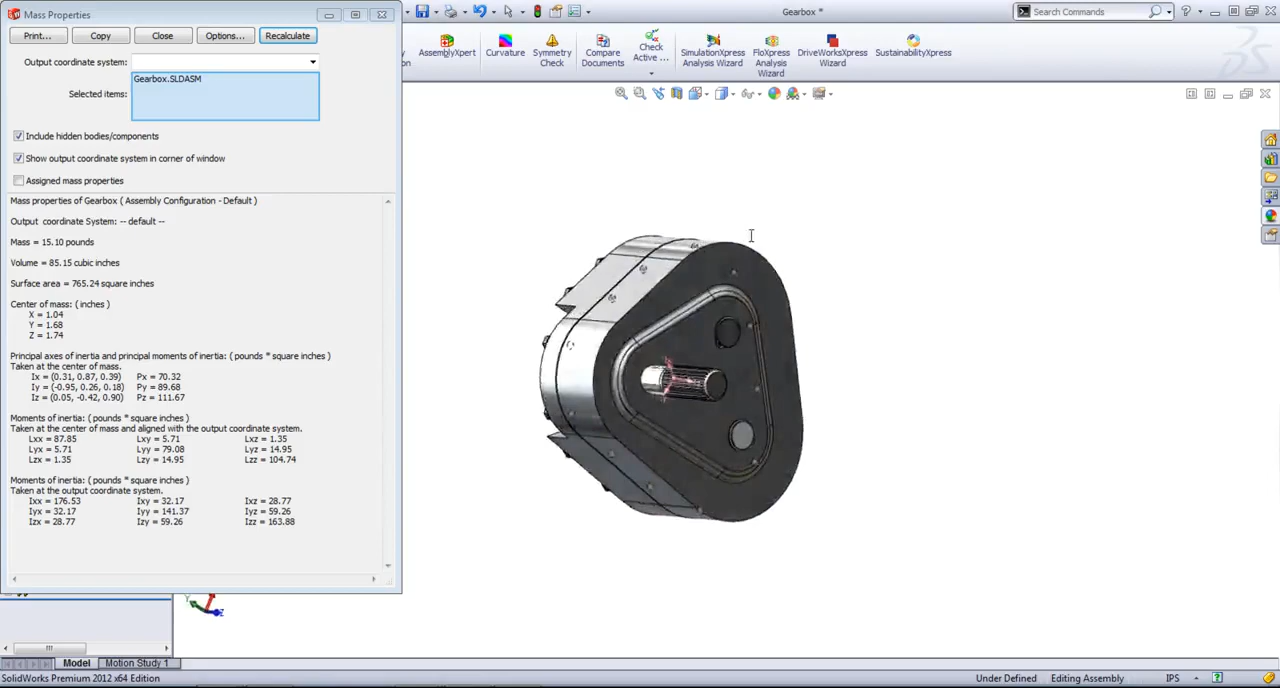 Mass Properties
Print... Copy Close Options... Recalculate
Output coordinate system:
Selected items: Gearbox.SLDASM
Include hidden bodies/components
Show output coordinate system in corner of window
Assigned mass properties
Mass properties of Gearbox ( Assembly Configuration - Default )
Output coordinate System: -- default --
Mass = 15.10 pounds
Volume = 85.15 cubic inches
Surface area = 765.24 square inches
Center of mass: ( inches )
X = 1.04
Y = 1.68
Z = 1.74
Principal axes of inertia and principal moments of inertia: ( pounds * square inches )
Taken at the center of mass.
Ix = (0.31, 0.87, 0.39) Px = 70.32
Iy = (-0.95, 0.26, 0.18) Py = 89.68
Iz = (0.05, -0.42, 0.90) Pz = 111.67
Moments of inertia: ( pounds * square inches )
Taken at the center of mass and aligned with the output coordinate system.
Lxx = 87.85 Lxy = 5.71 Lxz = 1.35
Lyx = 5.71 Lyy = 79.08 Lyz = 14.95
Lzx = 1.35 Lzy = 14.95 Lzz = 104.74
Moments of inertia: ( pounds * square inches )
Taken at the output coordinate system.
Ixx = 176.53 Ixy = 32.17 Ixz = 28.77
Iyx = 32.17 Iyy = 141.37 Iyz = 59.26
Izx = 28.77 Izy = 59.26 Izz = 163.88
Gearbox *
Search Commands
on
AssemblyXpert
Curvature
Symmetry
Check
Compare
Documents
Check
Active ...
SimulationXpress
Analysis Wizard
FloXpress
Analysis
Wizard
DriveWorksXpress
Wizard
SustainabilityXpress
Model Motion Study 1
SolidWorks Premium 2012 x64 Edition
Under Defined Editing Assembly IPS